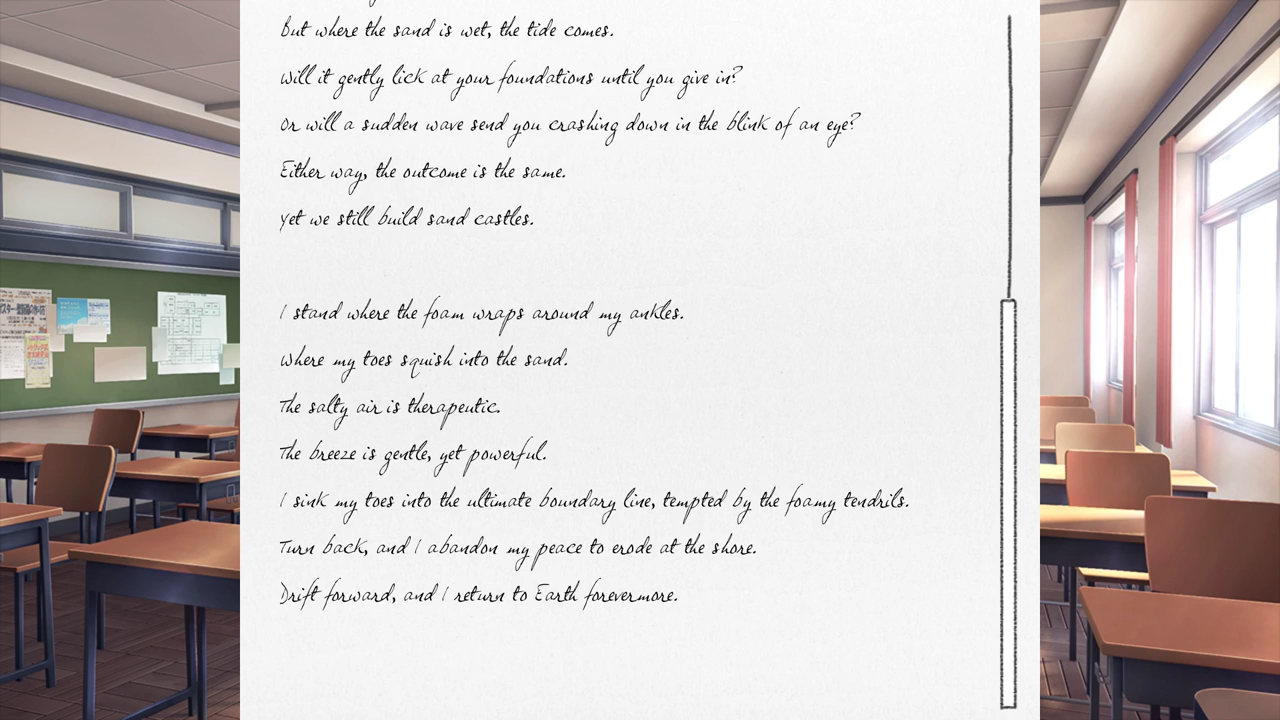 But where the sand is wet, the tide comes.
Will it gently lick at your foundations until you give in?
Or will a sudden wave send you crashing down in the blink of an eye?
Either way, the outcome is the same.
Yet we still build sand castles.
I stand where the foam wraps around my ankles.
Where my toes squish into the sand.
The salty air is therapeutic.
The breeze is gentle, yet powerful.
I sink my toes into the ultimate boundary line, tempted by the foamy tendrils.
Turn back, and I abandon my peace to erode at the shore.
Drift forward, and I return to Earth forevermore.